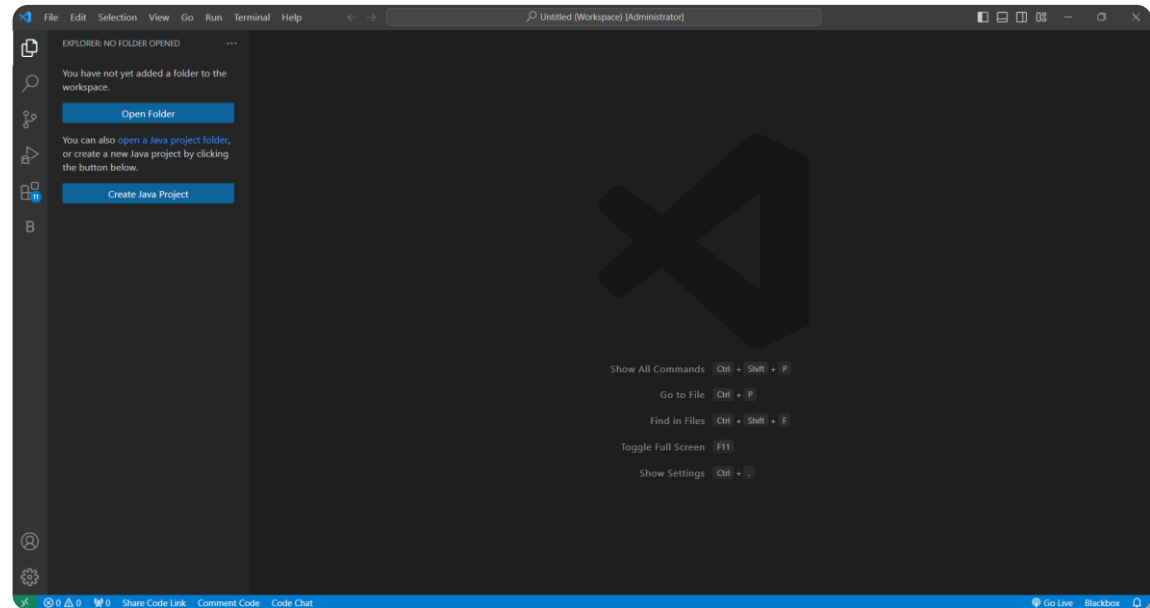 File Edit Selection View Go Run Terminal Help
Untitled (Workspace) [Administrator]
EXPLORER: NO FOLDER OPENED
You have not yet added a folder to the
workspace.
Open Folder
You can also open a Java project folder,
or create a new Java project by clicking
the button below.
Create Java Project
11
B
Show All Commands Ctrl + Shift + P
Go to File Ctrl + P
Find in Files Ctrl + Shift + F
Toggle Full Screen F11
Show Settings Ctrl + ,
0 0 0 Share Code Link Comment Code Code Chat
Go Live Blackbox